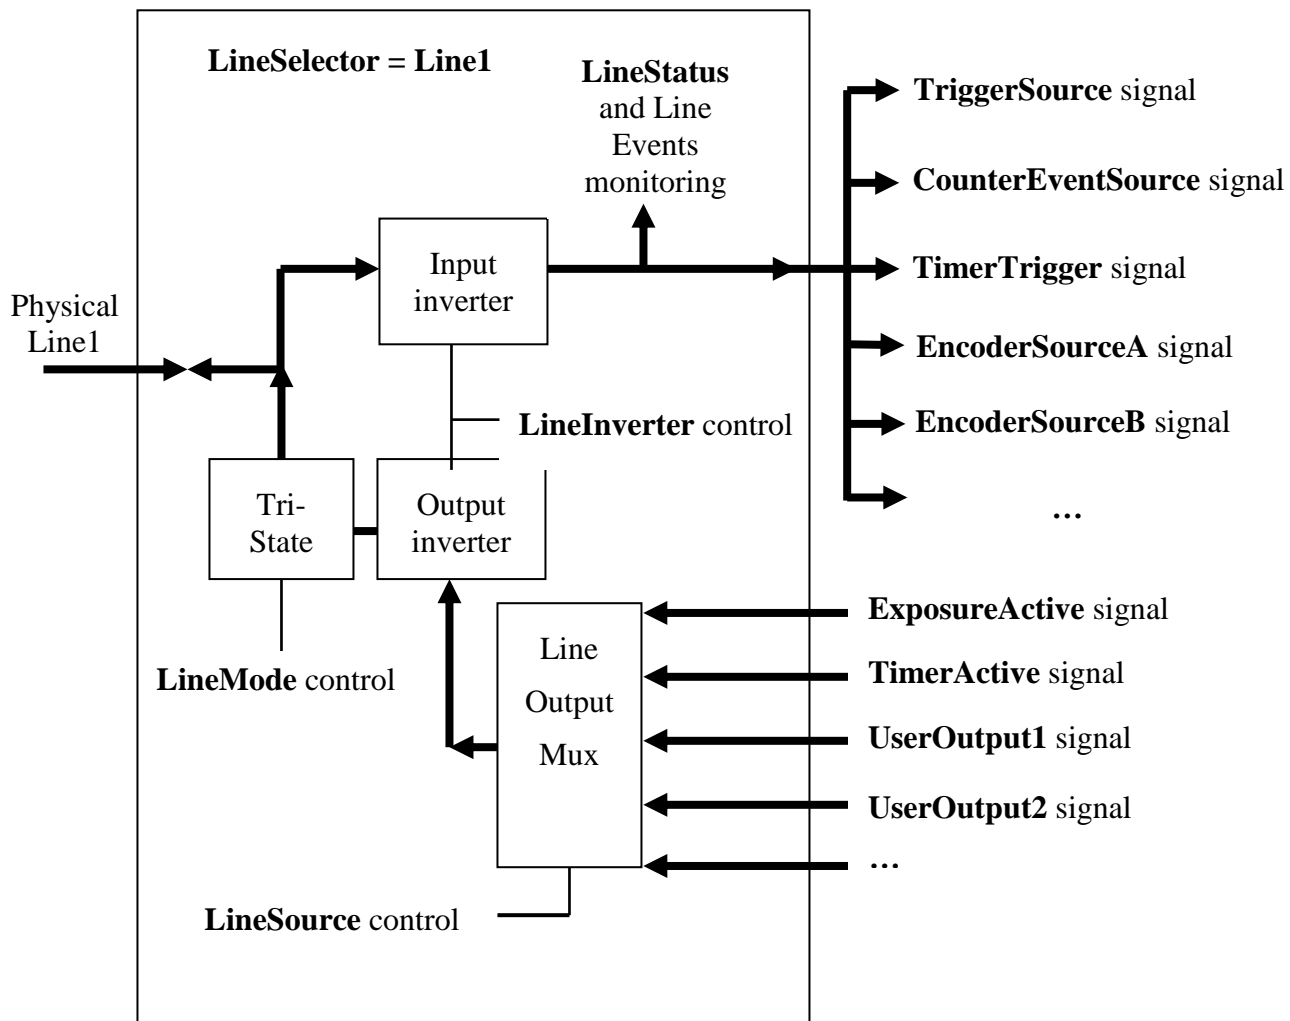 LineSelector = Line1
LineStatus
and Line
Events
monitoring
TriggerSource signal
CounterEventSource signal
TimerTrigger signal
EncoderSourceA signal
EncoderSourceB signal
...
Physical
Line1
Input
inverter
LineInverter control
Tri-
State
Output
inverter
LineMode control
Line
Output
Mux
ExposureActive signal
TimerActive signal
UserOutput1 signal
UserOutput2 signal
...
LineSource control